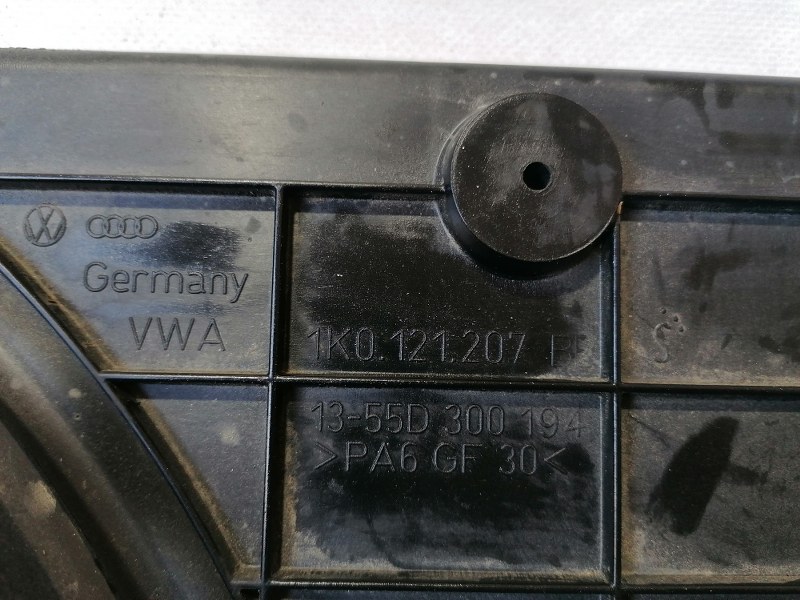 Germany
VWA
1K0.121.207
13-55D 300 194
>PA6 GF 30<